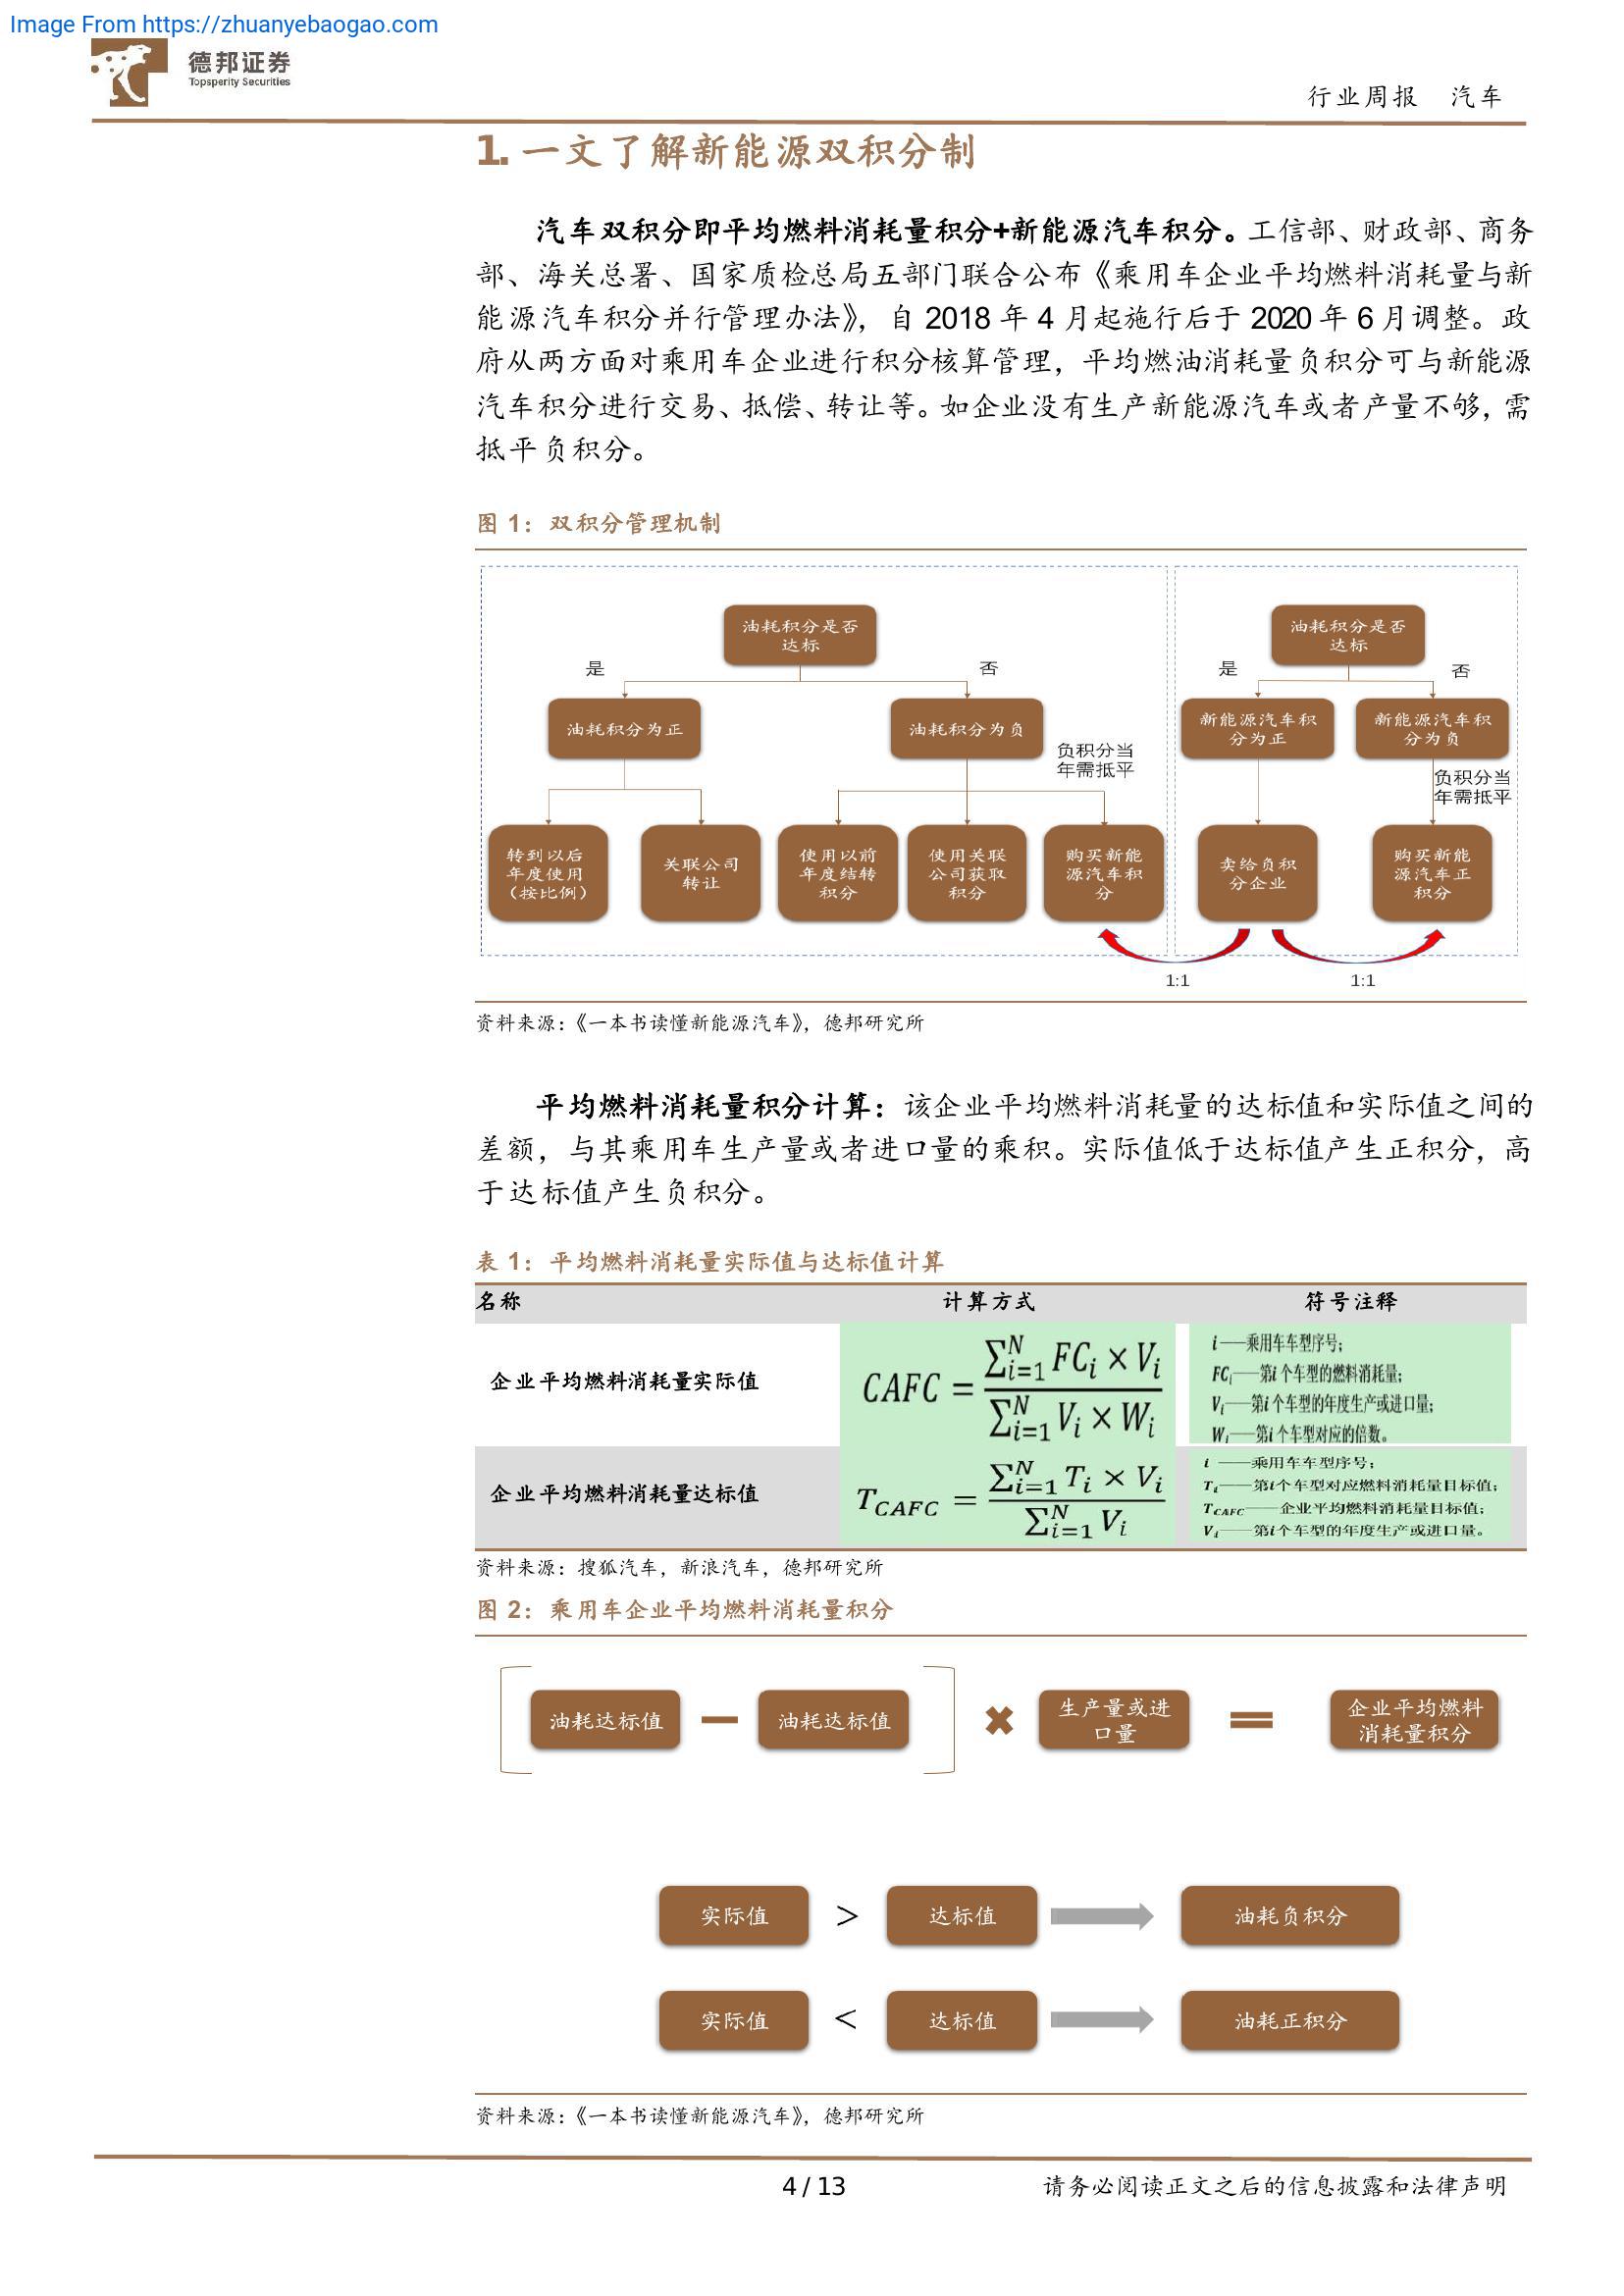 Image From https://zhuanyebaogao.com
德邦证券
Topsperity Securities
行业周报 汽车
1. 一文了解新能源双积分制
汽车双积分即平均燃料消耗量积分+新能源汽车积分。工信部、财政部、商务
部、海关总署、国家质检总局五部门联合公布《乘用车企业平均燃料消耗量与新
能源汽车积分并行管理办法》，自 2018 年 4 月起施行后于 2020 年 6 月调整。政
府从两方面对乘用车企业进行积分核算管理，平均燃油消耗量负积分可与新能源
汽车积分进行交易、抵偿、转让等。如企业没有生产新能源汽车或者产量不够，需
抵平负积分。
图 1：双积分管理机制
油耗积分是否
达标
油耗积分是否
达标
是
否
是
否
油耗积分为正
油耗积分为负
新能源汽车积
分为正
新能源汽车积
分为负
负积分当
年需抵平
负积分当
年需抵平
转到以后
年度使用
（按比例）
关联公司
转让
使用以前
年度结转
积分
使用关联
公司获取
积分
购买新能
源汽车积
分
卖给负积
分企业
购买新能
源汽车正
积分
1:1
1:1
资料来源：《一本书读懂新能源汽车》，德邦研究所
平均燃料消耗量积分计算：该企业平均燃料消耗量的达标值和实际值之间的
差额，与其乘用车生产量或者进口量的乘积。实际值低于达标值产生正积分，高
于达标值产生负积分。
表 1：平均燃料消耗量实际值与达标值计算
名称 计算方式 符号注释
企业平均燃料消耗量实际值
CAFC = ∑_{i=1}^{N} FC_i × V_i / ∑_{i=1}^{N} V_i × W_i
i——乘用车车型序号；
FC_i——第i个车型的燃料消耗量；
V_i——第i个车型的年度生产或进口量；
W_i——第i个车型对应的倍数。
企业平均燃料消耗量达标值
T_{CAFC} = ∑_{i=1}^{N} T_i × V_i / ∑_{i=1}^{N} V_i
i ——乘用车车型序号；
T_i——第i个车型对应燃料消耗量目标值；
T_{CAFC}——企业平均燃料消耗量目标值；
V_i——第i个车型的年度生产或进口量。
资料来源：搜狐汽车，新浪汽车，德邦研究所
图 2：乘用车企业平均燃料消耗量积分
油耗达标值 — 油耗达标值
×
生产量或进
口量
=
企业平均燃料
消耗量积分
实际值 > 达标值 油耗负积分
实际值 < 达标值 油耗正积分
资料来源：《一本书读懂新能源汽车》，德邦研究所
4 / 13
请务必阅读正文之后的信息披露和法律声明